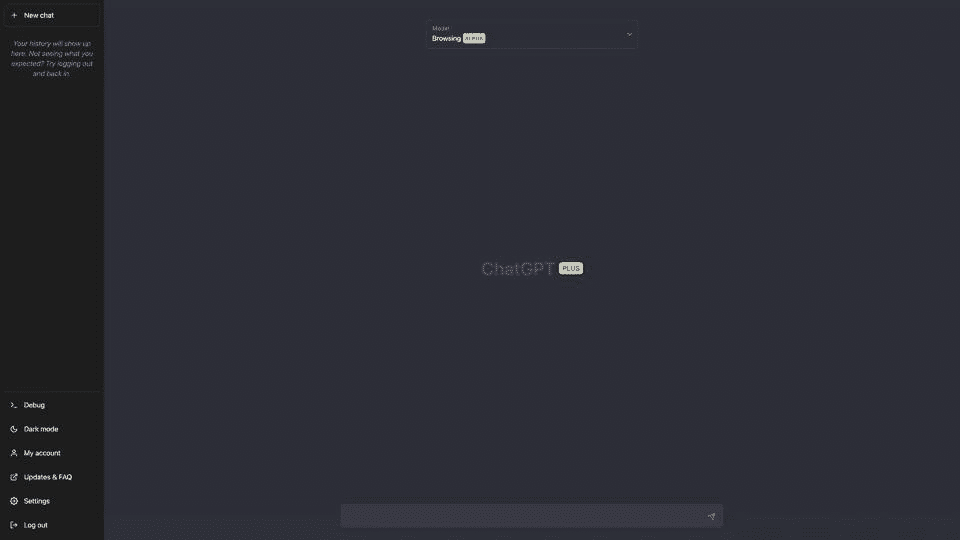 New chat
Your history will show up
here. Not seeing what you
expected? Try logging out
and back in.
Model
Browsing ALPHA
ChatGPT PLUS
Debug
Dark mode
My account
Updates & FAQ
Settings
Log out